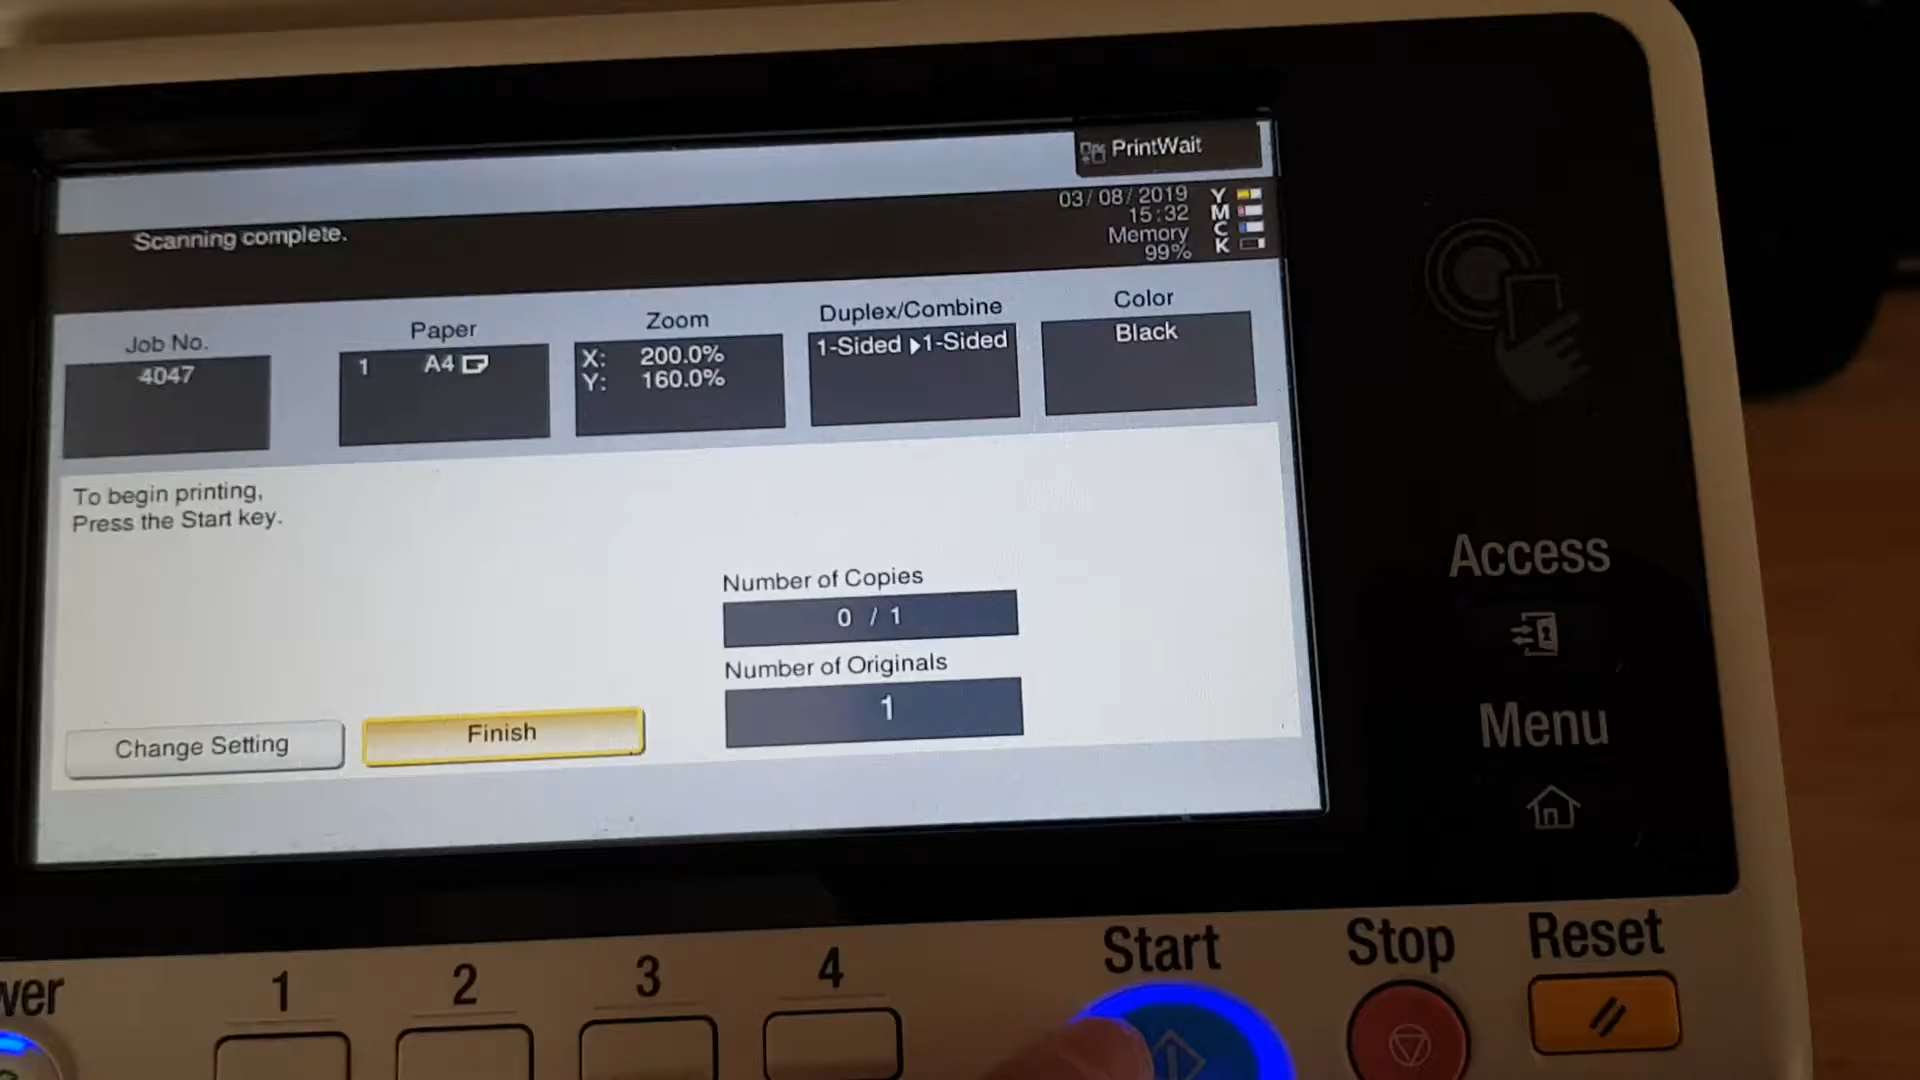 PrintWait
03/08/2019
15:32
Memory
99%
Y
M
C
K
Scanning complete.
Job No.
4047
Paper
1 A4
Zoom
X: 200.0%
Y: 160.0%
Duplex/Combine
1-Sided ▶1-Sided
Color
Black
To begin printing,
Press the Start key.
Number of Copies
0 / 1
Number of Originals
1
Change Setting
Finish
Access
Menu
wer
1
2
3
4
Start
Stop
Reset